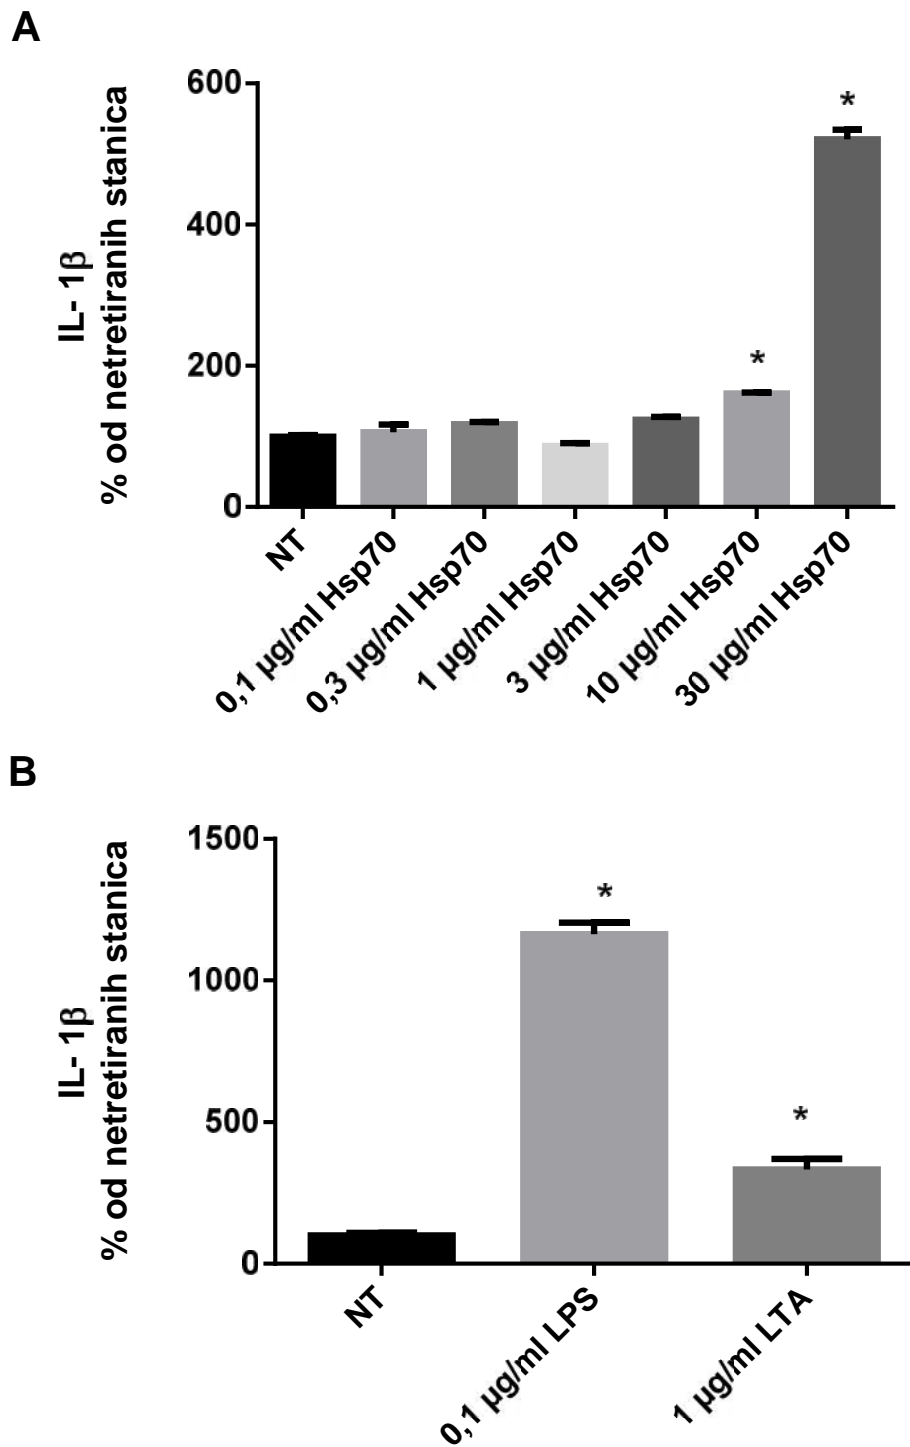 A
IL- 1β
% od netretiranih stanica
600
400
200
0
*
*
NT
0,1 µg/ml Hsp70
0,3 µg/ml Hsp70
1 µg/ml Hsp70
3 µg/ml Hsp70
10 µg/ml Hsp70
30 µg/ml Hsp70
B
IL- 1β
% od netretiranih stanica
1500
1000
500
0
*
*
NT
0,1 µg/ml LPS
1 µg/ml LTA